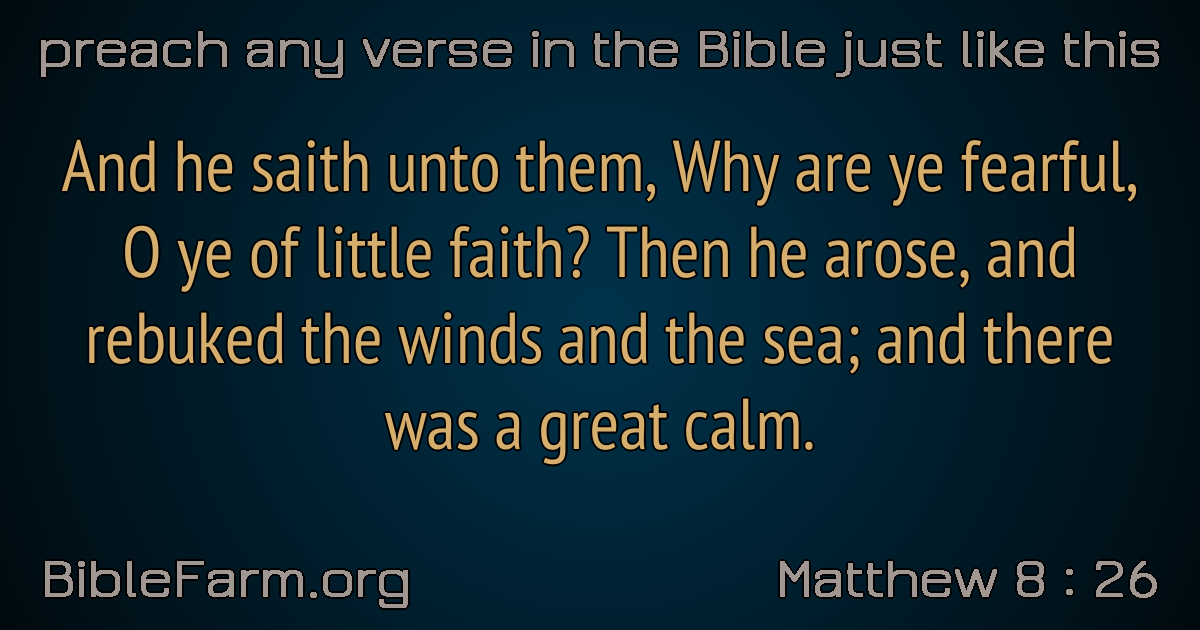 preach any verse in the Bible just like this
And he saith unto them, Why are ye fearful,
O ye of little faith? Then he arose, and
rebuked the winds and the sea; and there
was a great calm.
BibleFarm.org
Matthew 8 : 26